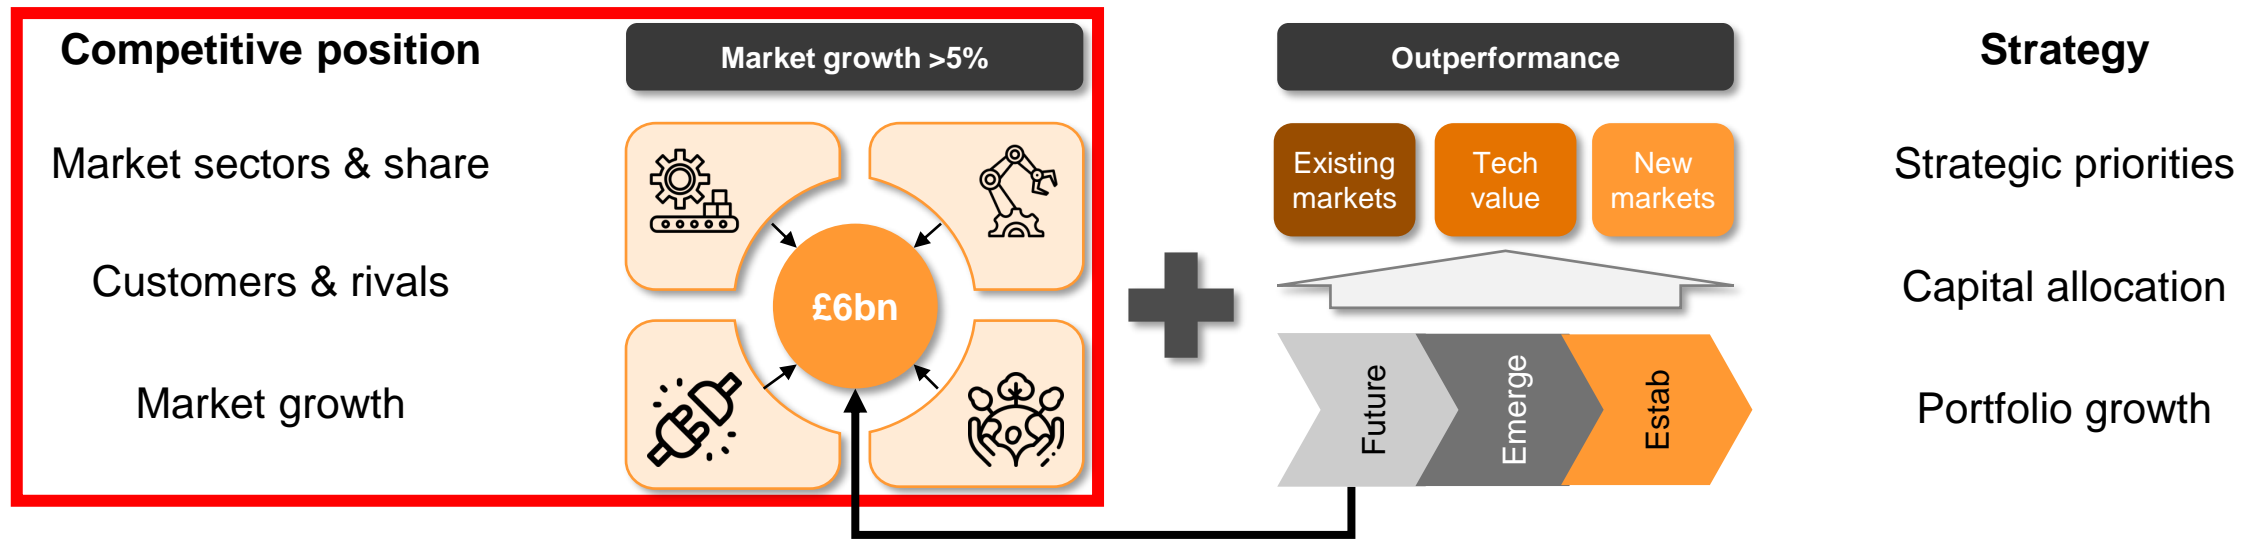 Competitive position
Market sectors & share
Customers & rivals
Market growth
Market growth >5%
£6bn
Outperformance
Existing
markets
Tech
value
New
markets
Future
Emerge
Estab
Strategy
Strategic priorities
Capital allocation
Portfolio growth